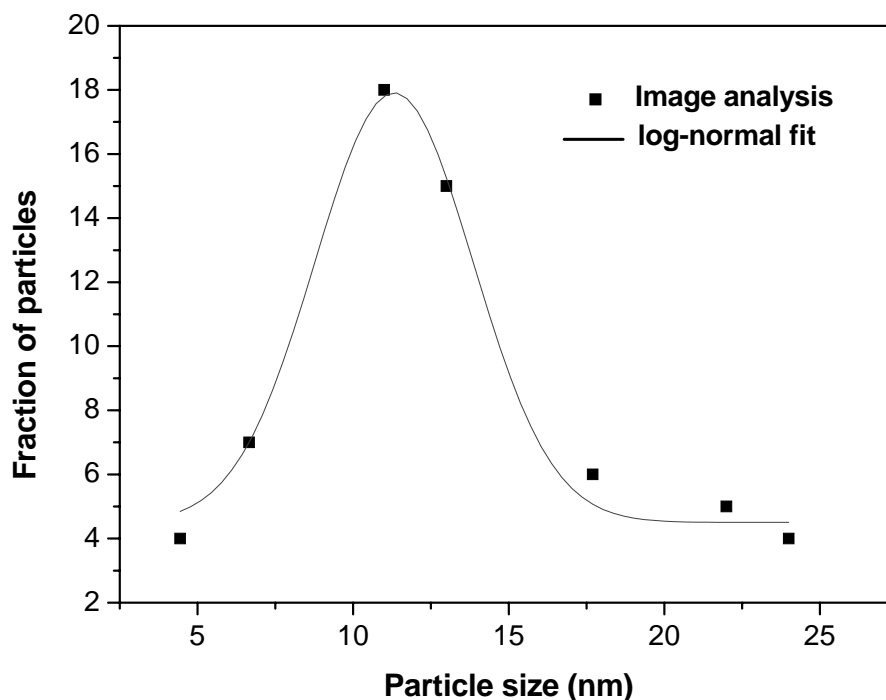 20
18
16
14
12
10
8
6
4
2
Fraction of particles
Image analysis
log-normal fit
5 10 15 20 25
Particle size (nm)